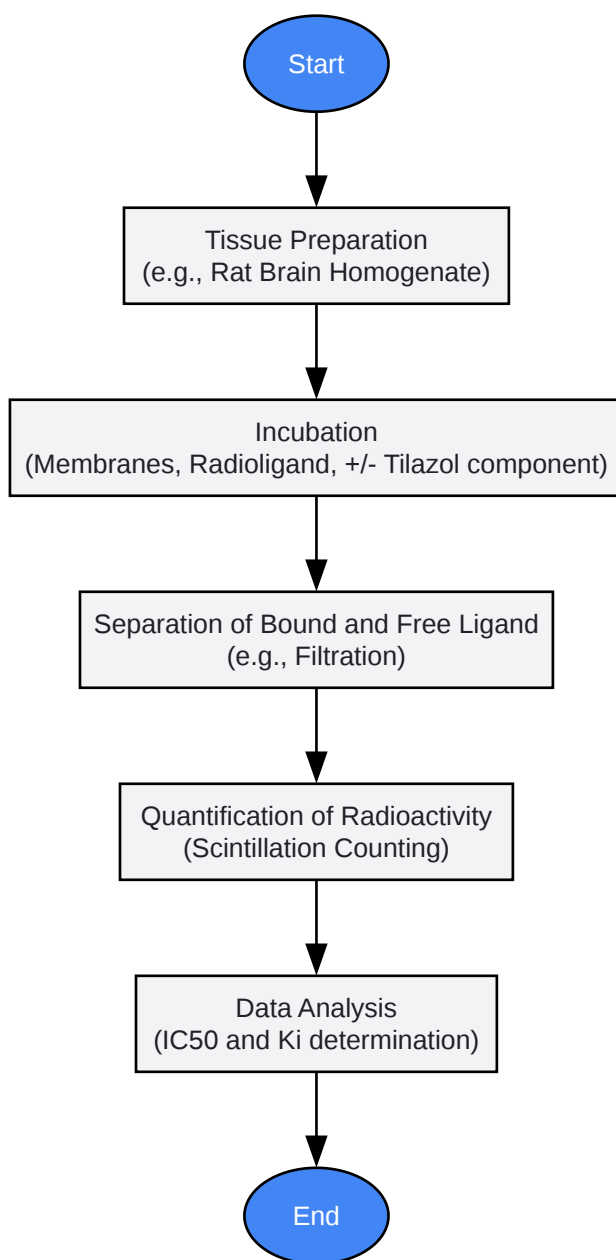 Start
Tissue Preparation
(e.g., Rat Brain Homogenate)
Incubation
(Membranes, Radioligand, +/- Tilazol component)
Separation of Bound and Free Ligand
(e.g., Filtration)
Quantification of Radioactivity
(Scintillation Counting)
Data Analysis
(IC50 and Ki determination)
End